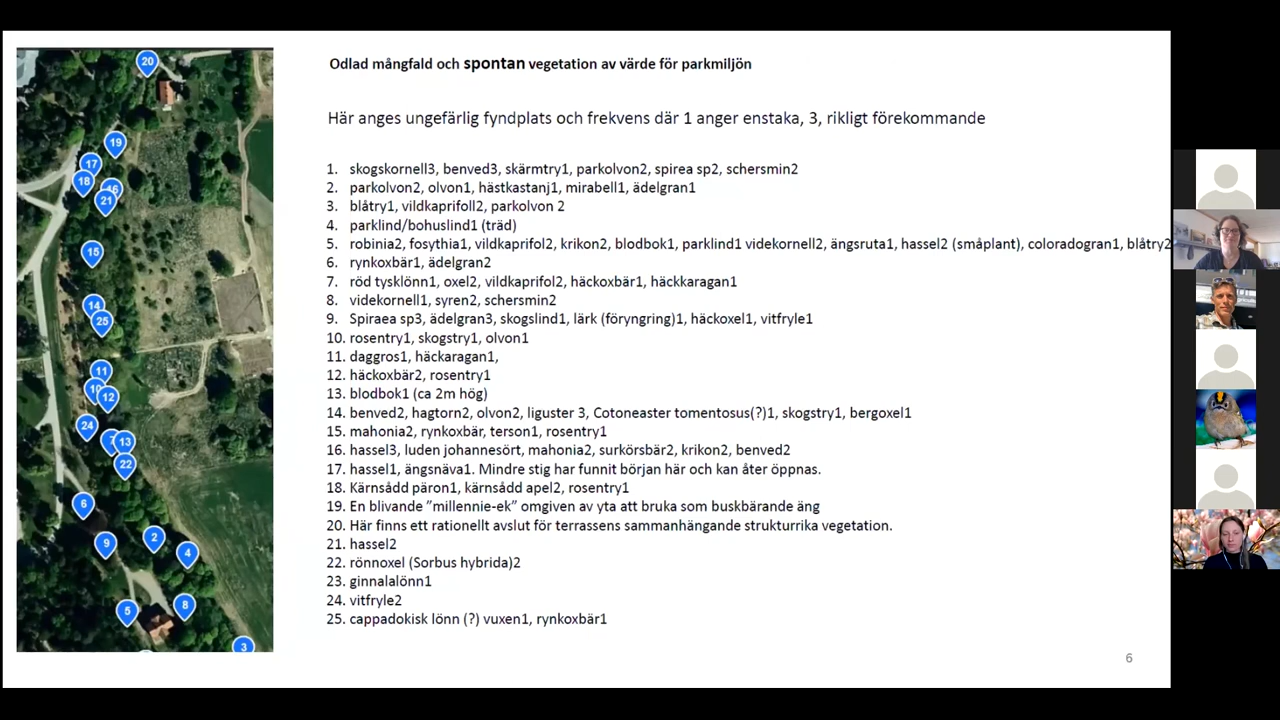 Odlad mångfald och spontan vegetation av värde för parkmiljön
Här anges ungefärlig fyndplats och frekvens där 1 anger enstaka, 3, rikligt förekommande
1. skogskornell3, benved3, skärmtry1, parkolvon2, spirea sp2, schersmin2
2. parkolvon2, olvon1, hästkastanj1, mirabell1, ädelgran1
3. blåtry1, vildkaprifoll2, parkolvon 2
4. parklind/bohuslind1 (träd)
5. robinia2, fosythia1, vildkaprifol2, krikon2, blodbok1, parklind1 videkornell2, ängsruta1, hassel2 (småplant), coloradogran1, blåtry2
6. rynkoxbär1, ädelgran2
7. röd tysklönn1, oxel2, vildkaprifol2, häckoxbär1, häckkaragan1
8. videkornell1, syren2, schersmin2
9. Spiraea sp3, ädelgran3, skogslind1, lärk (föryngring)1, häckoxel1, vitfryle1
10. rosentry1, skogstry1, olvon1
11. daggros1, häckaragan1,
12. häckoxbär2, rosentry1
13. blodbok1 (ca 2m hög)
14. benved2, hagtorn2, olvon2, liguster 3, Cotoneaster tomentosus(?)1, skogstry1, bergoxel1
15. mahonia2, rynkoxbär, terson1, rosentry1
16. hassel3, luden johannesört, mahonia2, surkörsbär2, krikon2, benved2
17. hassel1, ängsnäva1. Mindre stig har funnit början här och kan åter öppnas.
18. Kärnsådd päron1, kärnsådd apel2, rosentry1
19. En blivande ”millennie-ek” omgiven av yta att bruka som buskbärande äng
20. Här finns ett rationellt avslut för terrassens sammanhängande strukturrika vegetation.
21. hassel2
22. rönnoxel (Sorbus hybrida)2
23. ginnalalönn1
24. vitfryle2
25. cappadokisk lönn (?) vuxen1, rynkoxbär1
6
20
19
17
18
16
21
15
14
25
11
10
12
24
7
13
22
6
2
9
4
8
5
3